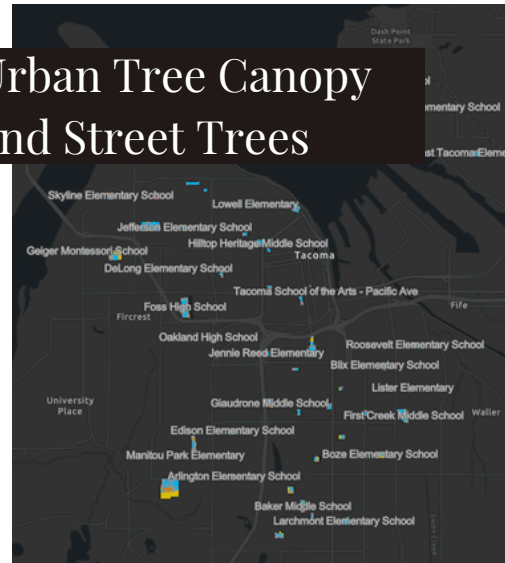 Dash Point
State Park
Urban Tree Canopy
nd Street Trees
ol
ementary School
st Tacoma Eleme
Skyline Elementary School
Lowell Elementary
Jefferson Elementary School
Hilltop Heritage Middle School
Geiger Montessori School
Tacoma
DeLong Elementary School
Tacoma School of the Arts - Pacific Ave
Foss High School
Fife
Fircrest
Oakland High School
Roosevelt Elementary School
Jennie Reed Elementary
Blix Elementary School
Lister Elementary
University
Place
Giaudrone Middle School
First Creek Middle School
Waller
Edison Elementary School
Manitou Park Elementary
Boze Elementary School
Arlington Elementary School
Baker Middle School
Larchmont Elementary School
Swan Creek